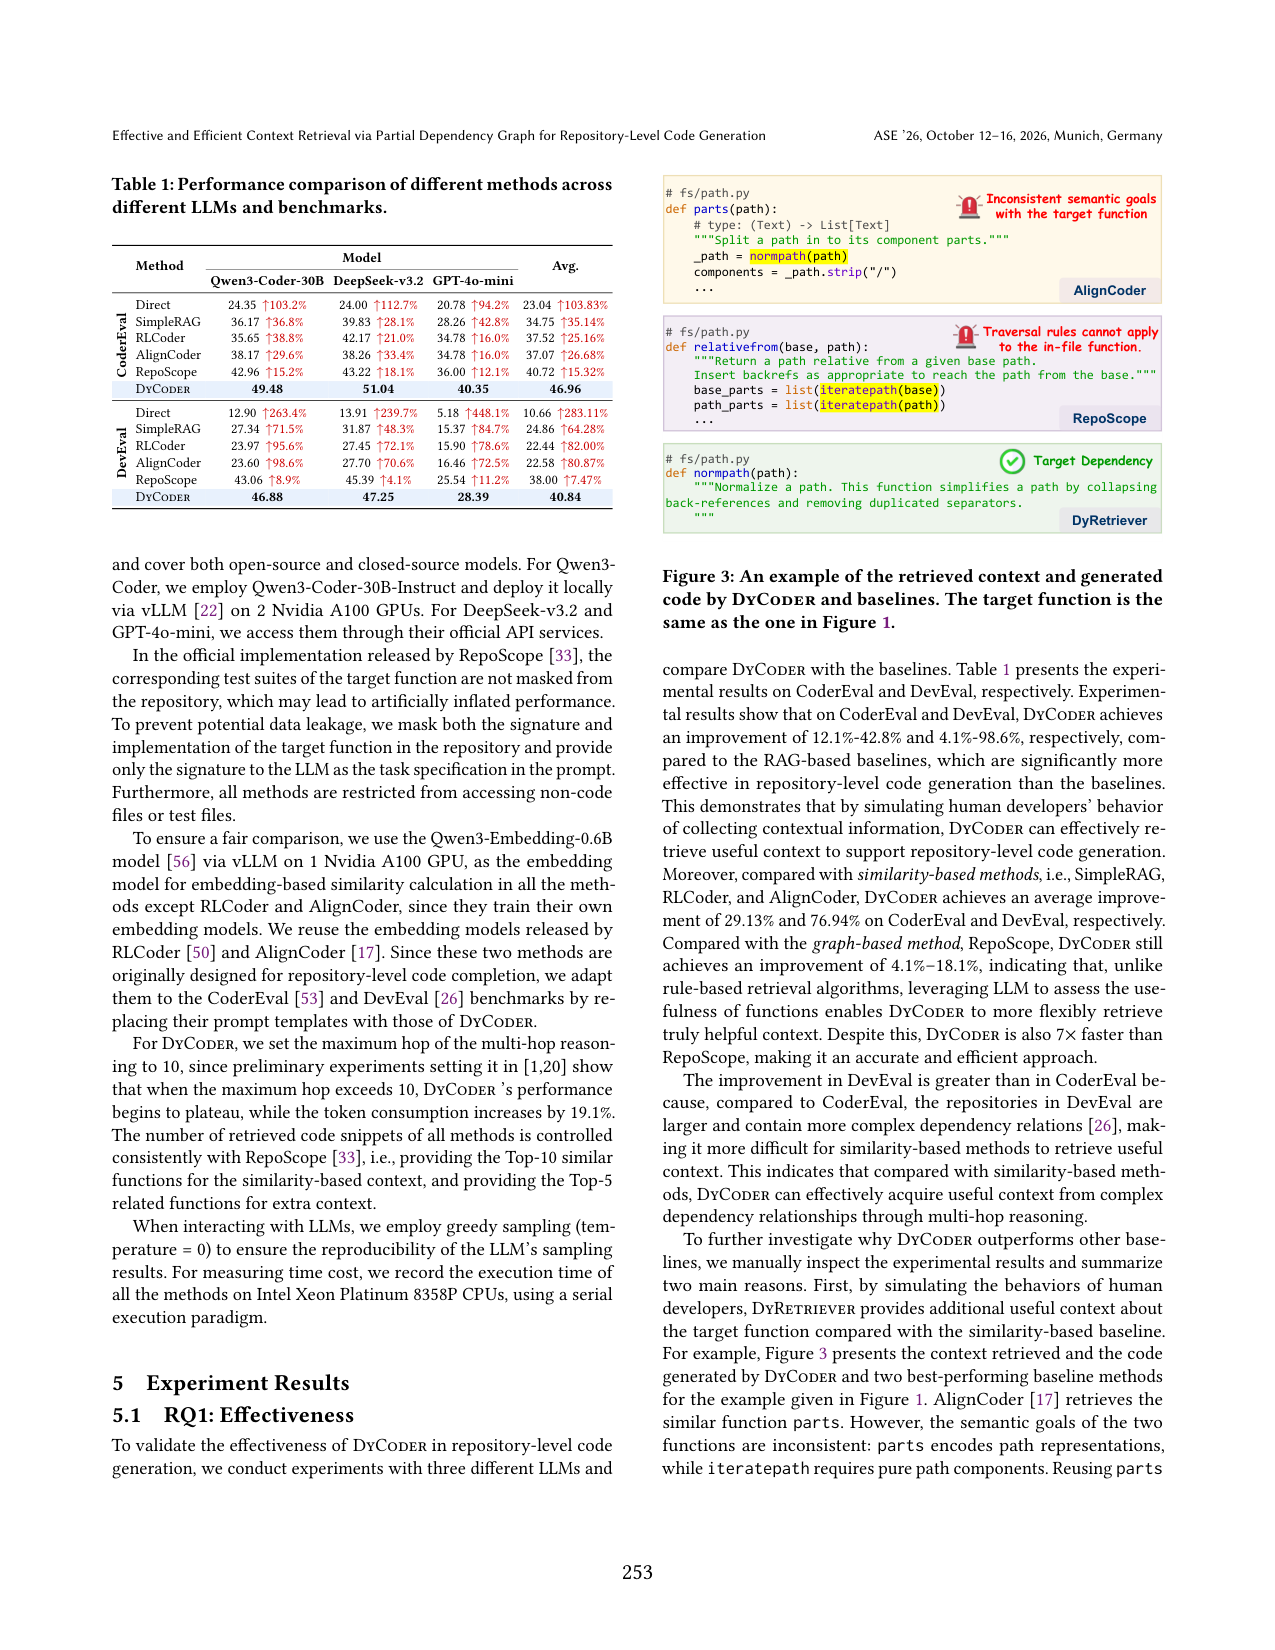 Effective and Efficient Context Retrieval via Partial Dependency Graph for Repository-Level Code Generation
ASE ’26, October 12–16, 2026, Munich, Germany
Table 1: Performance comparison of different methods across
different LLMs and benchmarks.
Method Model Avg.
Qwen3-Coder-30B DeepSeek-v3.2 GPT-4o-mini
CoderEval
Direct 24.35 ↑103.2% 24.00 ↑112.7% 20.78 ↑94.2% 23.04 ↑103.83%
SimpleRAG 36.17 ↑36.8% 39.83 ↑28.1% 28.26 ↑42.8% 34.75 ↑35.14%
RLCoder 35.65 ↑38.8% 42.17 ↑21.0% 34.78 ↑16.0% 37.52 ↑25.16%
AlignCoder 38.17 ↑29.6% 38.26 ↑33.4% 34.78 ↑16.0% 37.07 ↑26.68%
RepoScope 42.96 ↑15.2% 43.22 ↑18.1% 36.00 ↑12.1% 40.72 ↑15.32%
DyCoder 49.48 51.04 40.35 46.96
DevEval
Direct 12.90 ↑263.4% 13.91 ↑239.7% 5.18 ↑448.1% 10.66 ↑283.11%
SimpleRAG 27.34 ↑71.5% 31.87 ↑48.3% 15.37 ↑84.7% 24.86 ↑64.28%
RLCoder 23.97 ↑95.6% 27.45 ↑72.1% 15.90 ↑78.6% 22.44 ↑82.00%
AlignCoder 23.60 ↑98.6% 27.70 ↑70.6% 16.46 ↑72.5% 22.58 ↑80.87%
RepoScope 43.06 ↑8.9% 45.39 ↑4.1% 25.54 ↑11.2% 38.00 ↑7.47%
DyCoder 46.88 47.25 28.39 40.84
and cover both open-source and closed-source models. For Qwen3-
Coder, we employ Qwen3-Coder-30B-Instruct and deploy it locally
via vLLM [22] on 2 Nvidia A100 GPUs. For DeepSeek-v3.2 and
GPT-4o-mini, we access them through their official API services.
In the official implementation released by RepoScope [33], the
corresponding test suites of the target function are not masked from
the repository, which may lead to artificially inflated performance.
To prevent potential data leakage, we mask both the signature and
implementation of the target function in the repository and provide
only the signature to the LLM as the task specification in the prompt.
Furthermore, all methods are restricted from accessing non-code
files or test files.
To ensure a fair comparison, we use the Qwen3-Embedding-0.6B
model [56] via vLLM on 1 Nvidia A100 GPU, as the embedding
model for embedding-based similarity calculation in all the meth-
ods except RLCoder and AlignCoder, since they train their own
embedding models. We reuse the embedding models released by
RLCoder [50] and AlignCoder [17]. Since these two methods are
originally designed for repository-level code completion, we adapt
them to the CoderEval [53] and DevEval [26] benchmarks by re-
placing their prompt templates with those of DyCoder.
For DyCoder, we set the maximum hop of the multi-hop reason-
ing to 10, since preliminary experiments setting it in [1,20] show
that when the maximum hop exceeds 10, DyCoder ’s performance
begins to plateau, while the token consumption increases by 19.1%.
The number of retrieved code snippets of all methods is controlled
consistently with RepoScope [33], i.e., providing the Top-10 similar
functions for the similarity-based context, and providing the Top-5
related functions for extra context.
When interacting with LLMs, we employ greedy sampling (tem-
perature = 0) to ensure the reproducibility of the LLM’s sampling
results. For measuring time cost, we record the execution time of
all the methods on Intel Xeon Platinum 8358P CPUs, using a serial
execution paradigm.
5 Experiment Results
5.1 RQ1: Effectiveness
To validate the effectiveness of DyCoder in repository-level code
generation, we conduct experiments with three different LLMs and
# fs/path.py
def parts(path):
# type: (Text) -> List[Text]
"""Split a path in to its component parts."""
_path = normpath(path)
components = _path.strip("/")
...
Inconsistent semantic goals
with the target function
AlignCoder
# fs/path.py
def relativefrom(base, path):
"""Return a path relative from a given base path.
Insert backrefs as appropriate to reach the path from the base."""
base_parts = list(iteratepath(base))
path_parts = list(iteratepath(path))
...
Traversal rules cannot apply
to the in-file function.
RepoScope
# fs/path.py
def normpath(path):
"""Normalize a path. This function simplifies a path by collapsing
back-references and removing duplicated separators.
"""
Target Dependency
DyRetriever
Figure 3: An example of the retrieved context and generated
code by DyCoder and baselines. The target function is the
same as the one in Figure 1.
compare DyCoder with the baselines. Table 1 presents the experi-
mental results on CoderEval and DevEval, respectively. Experimen-
tal results show that on CoderEval and DevEval, DyCoder achieves
an improvement of 12.1%-42.8% and 4.1%-98.6%, respectively, com-
pared to the RAG-based baselines, which are significantly more
effective in repository-level code generation than the baselines.
This demonstrates that by simulating human developers’ behavior
of collecting contextual information, DyCoder can effectively re-
trieve useful context to support repository-level code generation.
Moreover, compared with similarity-based methods, i.e., SimpleRAG,
RLCoder, and AlignCoder, DyCoder achieves an average improve-
ment of 29.13% and 76.94% on CoderEval and DevEval, respectively.
Compared with the graph-based method, RepoScope, DyCoder still
achieves an improvement of 4.1%–18.1%, indicating that, unlike
rule-based retrieval algorithms, leveraging LLM to assess the use-
fulness of functions enables DyCoder to more flexibly retrieve
truly helpful context. Despite this, DyCoder is also 7× faster than
RepoScope, making it an accurate and efficient approach.
The improvement in DevEval is greater than in CoderEval be-
cause, compared to CoderEval, the repositories in DevEval are
larger and contain more complex dependency relations [26], mak-
ing it more difficult for similarity-based methods to retrieve useful
context. This indicates that compared with similarity-based meth-
ods, DyCoder can effectively acquire useful context from complex
dependency relationships through multi-hop reasoning.
To further investigate why DyCoder outperforms other base-
lines, we manually inspect the experimental results and summarize
two main reasons. First, by simulating the behaviors of human
developers, DyRetriever provides additional useful context about
the target function compared with the similarity-based baseline.
For example, Figure 3 presents the context retrieved and the code
generated by DyCoder and two best-performing baseline methods
for the example given in Figure 1. AlignCoder [17] retrieves the
similar function parts. However, the semantic goals of the two
functions are inconsistent: parts encodes path representations,
while iteratepath requires pure path components. Reusing parts
253